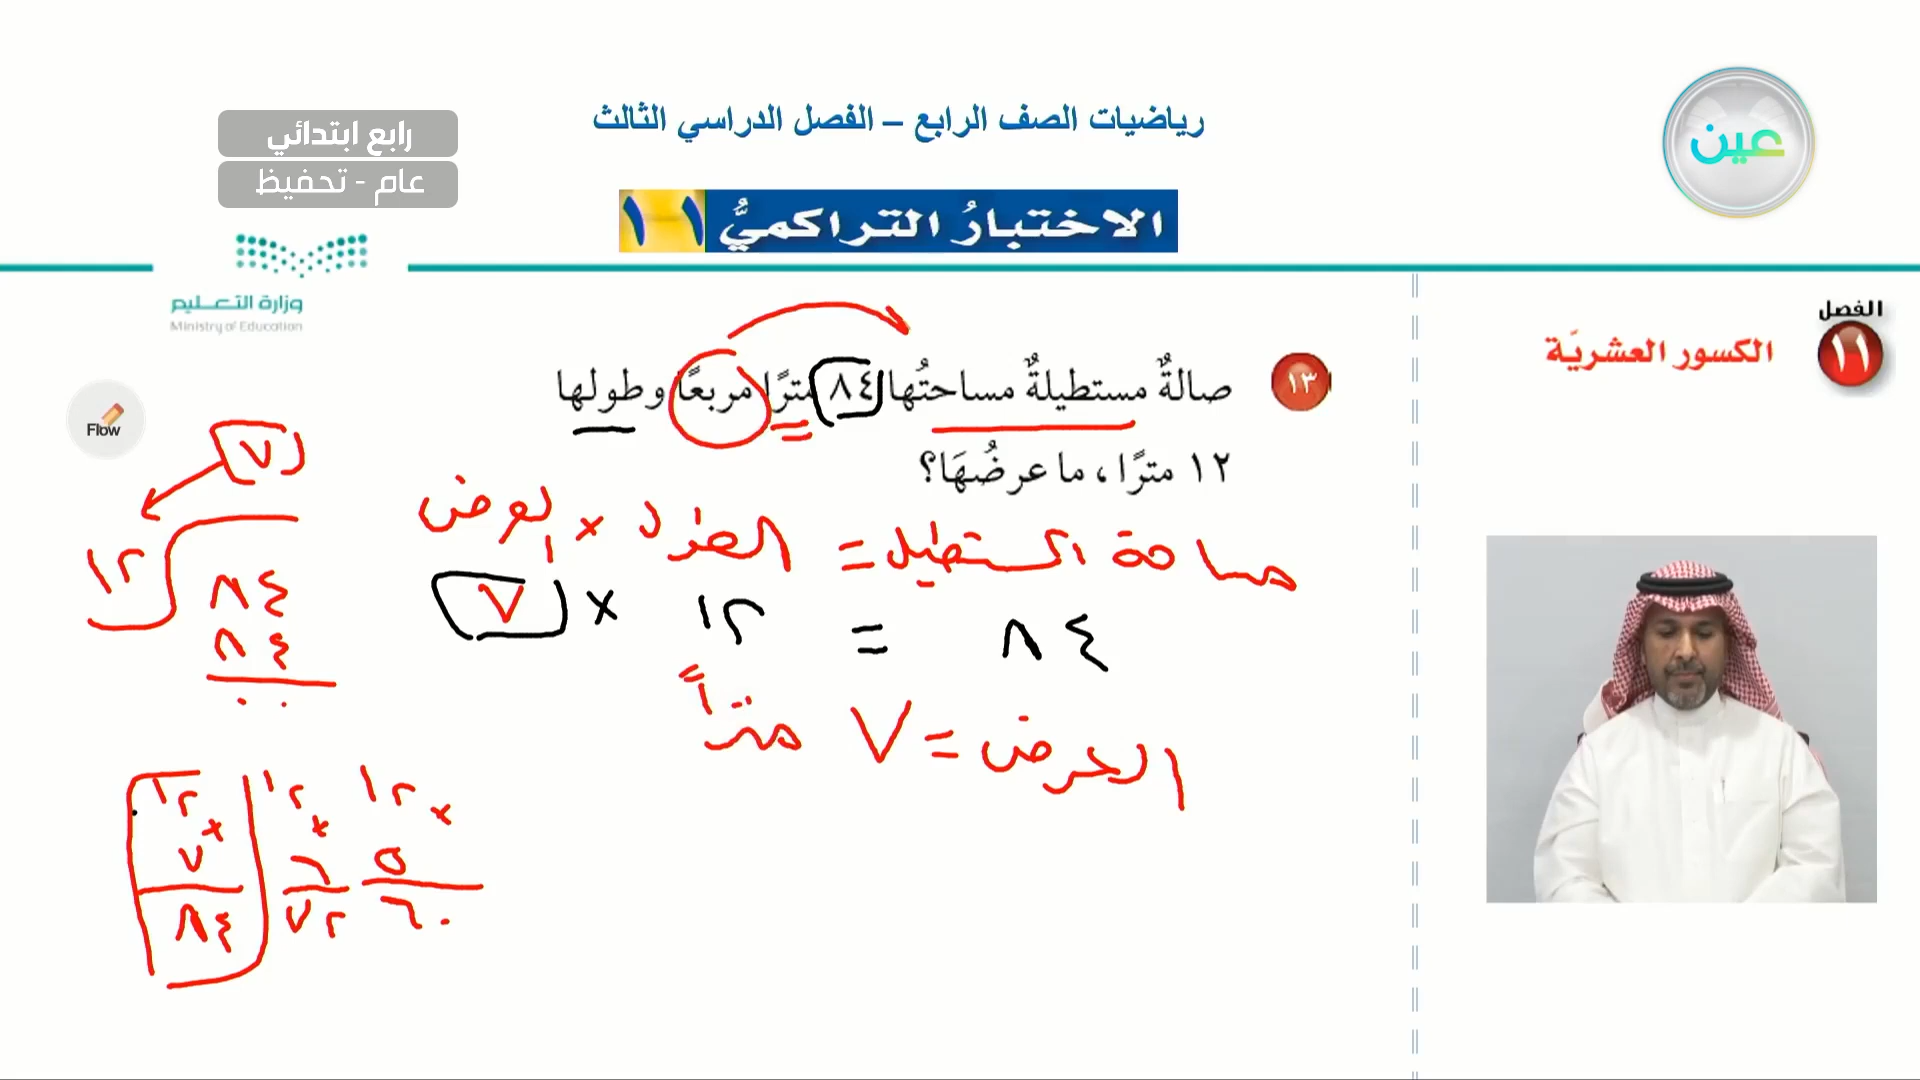 رياضيات الصف الرابع – الفصل الدراسي الثالث
عين
رابع ابتدائي
عام - تحفيظ
الاختبارُ التراكميُّ ١١
وزارة التعليم
Ministry of Education
الفصل
١١
الكسور العشريّة
١٣
صالةٌ مستطيلةٌ مساحتُها ٨٤ مترًا مربعًا وطولها
١٢ مترًا ، ما عرضُهَا؟
Flow
مساحة المستطيل = الطول × العرض
٨٤ = ١٢ × ٧
العرض = ٧ مترًا
٧
١٢
٨٤
٨٤
٠٠
١٢ × ٧ ٨٤
١٢ × ٦ ٧٢
١٢ × ٥ ٦٠